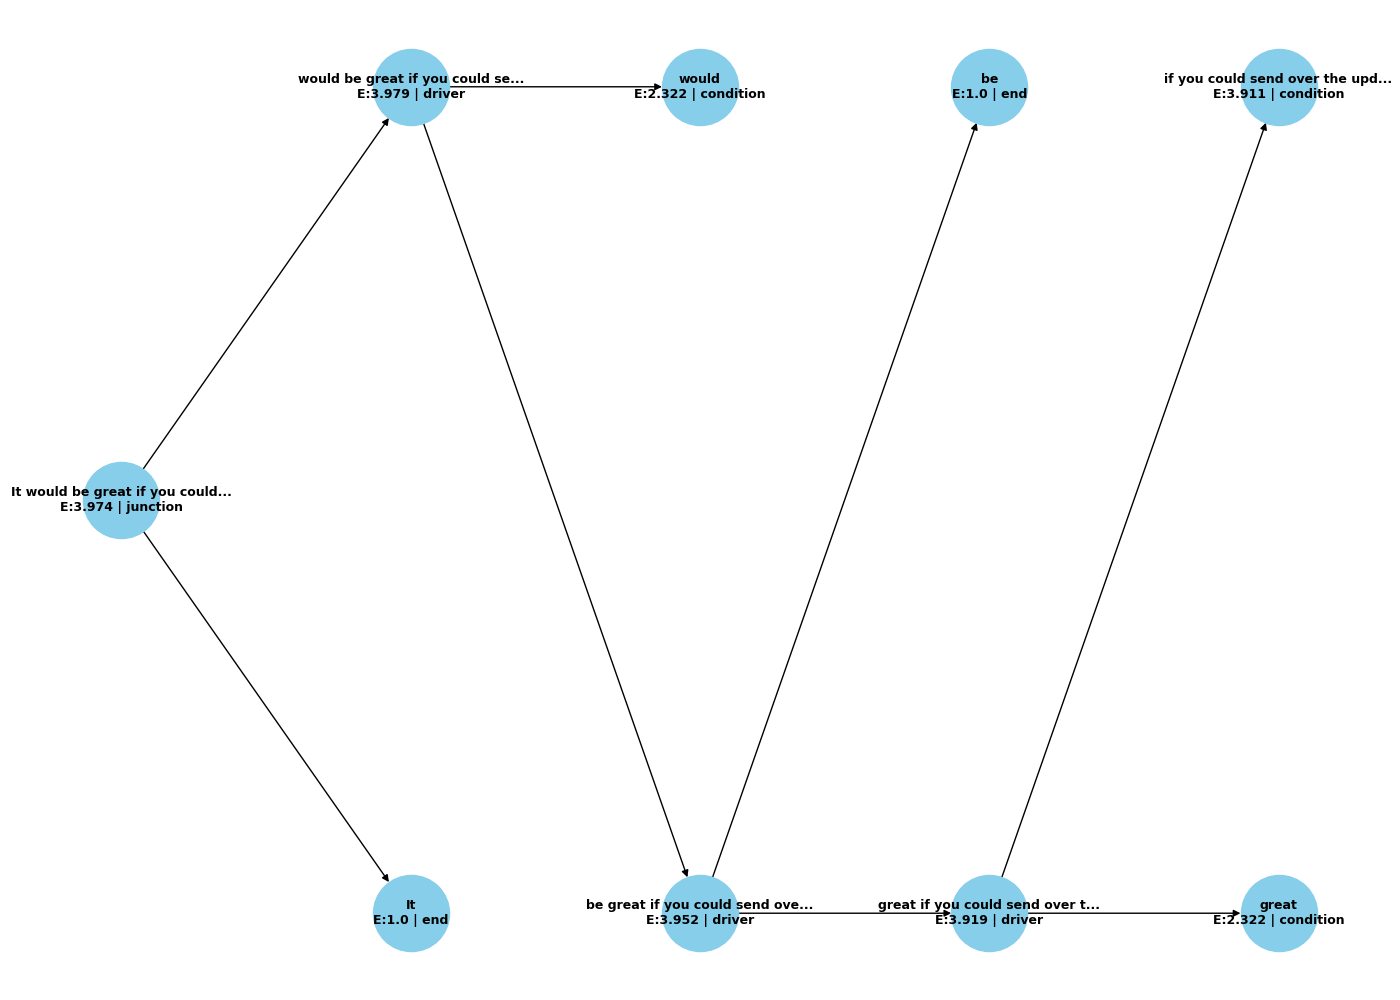 would be great if you could se...
E:3.979 | driver
would
E:2.322 | condition
be
E:1.0 | end
if you could send over the upd...
E:3.911 | condition
It would be great if you could...
E:3.974 | junction
It
E:1.0 | end
be great if you could send ove...
E:3.952 | driver
great if you could send over t...
E:3.919 | driver
great
E:2.322 | condition